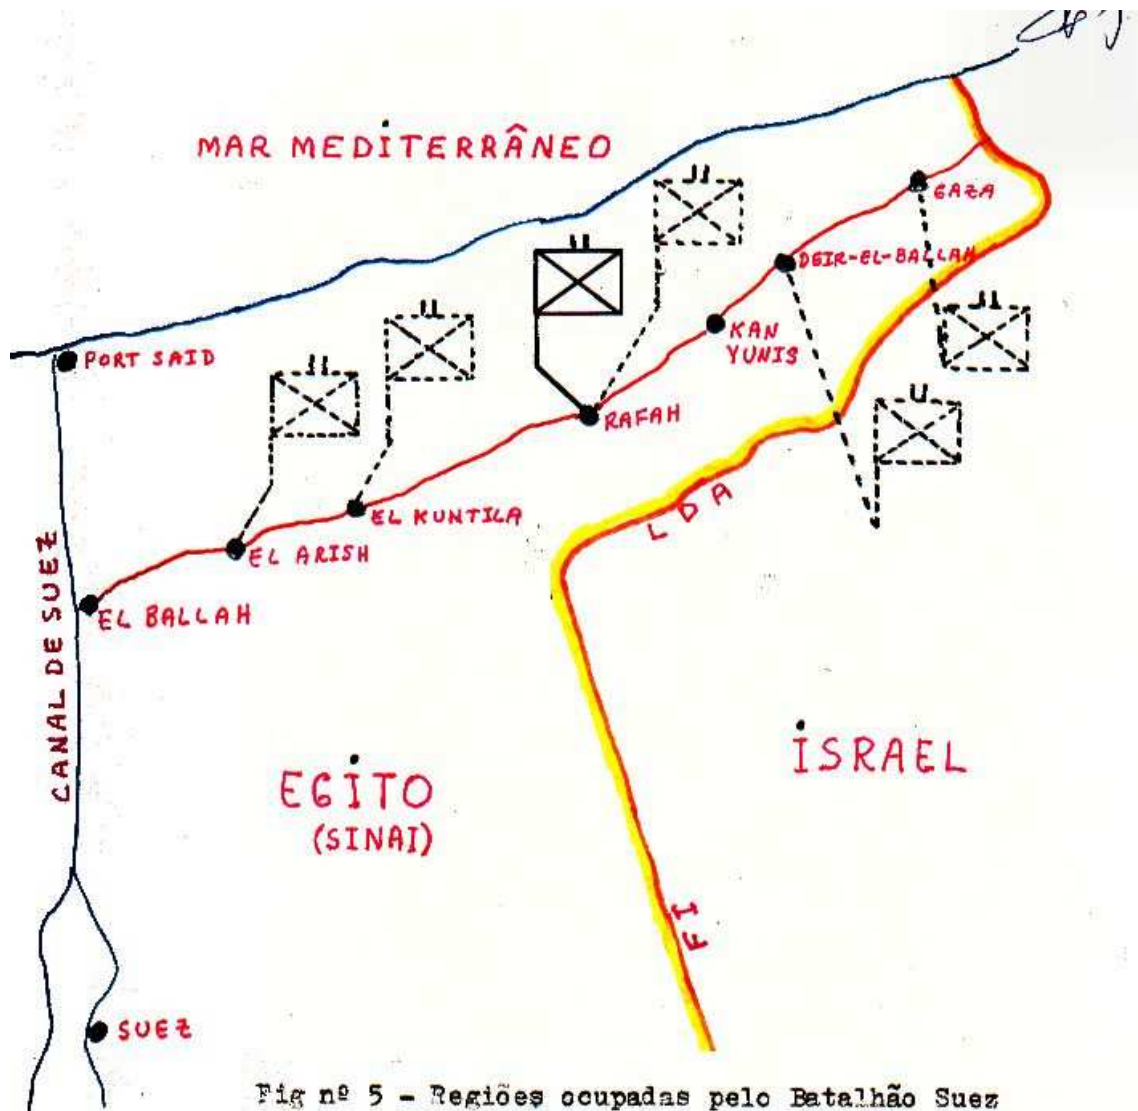 MAR MEDITERRÂNEO
GAZA
DEIR-EL-BALLAH
KAN
YUNIS
PORT SAID
RAFAH
LDA
EL KUNTILA
EL ARISH
EL BALLAH
CANAL DE SUEZ
ISRAEL
EGITO
(SINAI)
FI
SUEZ
Fig nº 5 - Regiões ocupadas pelo Batalhão Suez